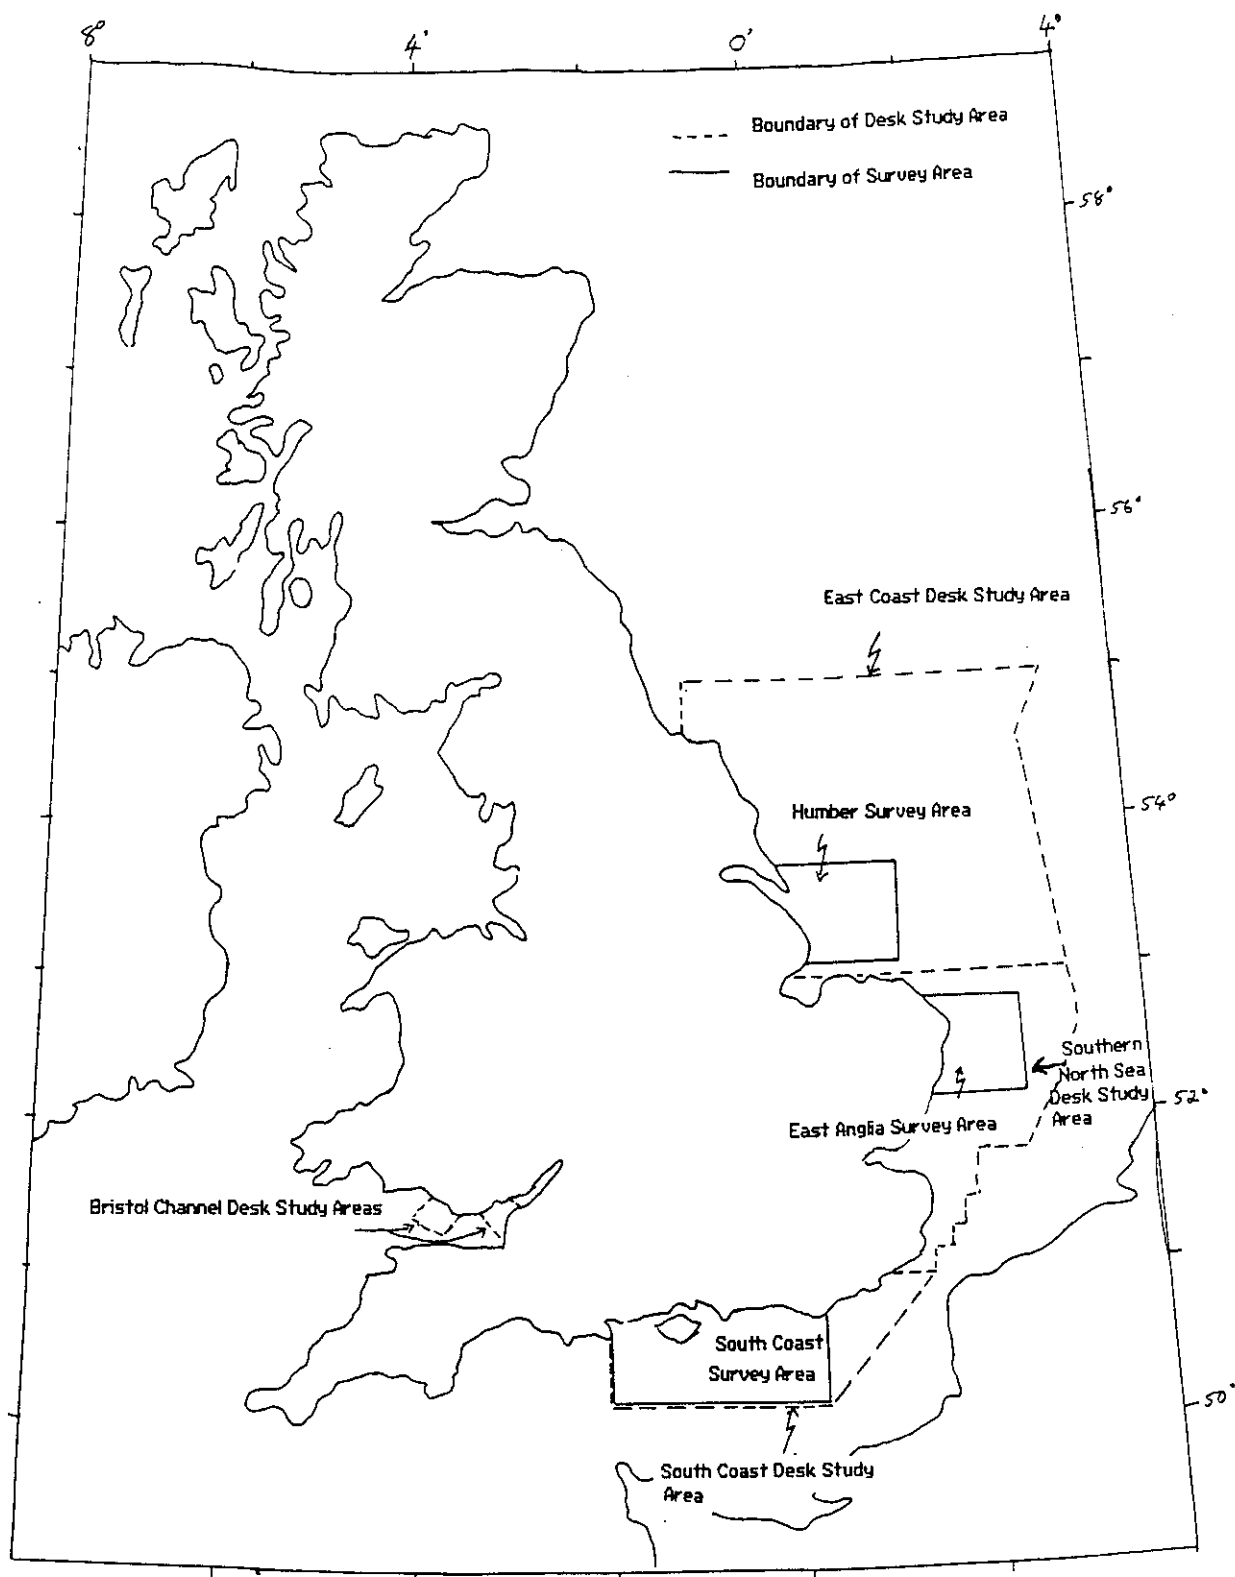 8°
4'
0'
4°
Boundary of Desk Study Area
Boundary of Survey Area
58°
56°
East Coast Desk Study Area
Humber Survey Area
54°
Southern
North Sea
Desk Study
Area
52°
East Anglia Survey Area
Bristol Channel Desk Study Areas
South Coast
Survey Area
50°
South Coast Desk Study
Area